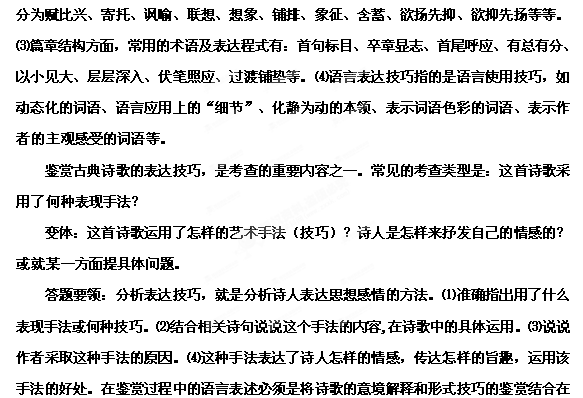 分为赋比兴、寄托、讽喻、联想、想象、铺排、象征、含蓄、欲扬先抑、欲抑先扬等等。
⑶篇章结构方面，常用的术语及表达程式有：首句标目、卒章显志、首尾呼应、有总有分、
以小见大、层层深入、伏笔照应、过渡铺垫等。⑷语言表达技巧指的是语言使用技巧，如
动态化的词语、语言应用上的“细节”、化静为动的本领、表示词语色彩的词语、表示作
者的主观感受的词语等。
鉴赏古典诗歌的表达技巧，是考查的重要内容之一。常见的考查类型是：这首诗歌采
用了何种表现手法？
变体：这首诗歌运用了怎样的艺术手法（技巧）？诗人是怎样来抒发自己的情感的？
或就某一方面提具体问题。
答题要领：分析表达技巧，就是分析诗人表达思想感情的方法。⑴准确指出用了什么
表现手法或何种技巧。⑵结合相关诗句说说这个手法的内容,在诗歌中的具体运用。⑶说说
作者采取这种手法的原因。⑷这种手法表达了诗人怎样的情感，传达怎样的旨趣，运用该
手法的好处。在鉴赏过程中的语言表述必须是将诗歌的意境解释和形式技巧的鉴赏结合在